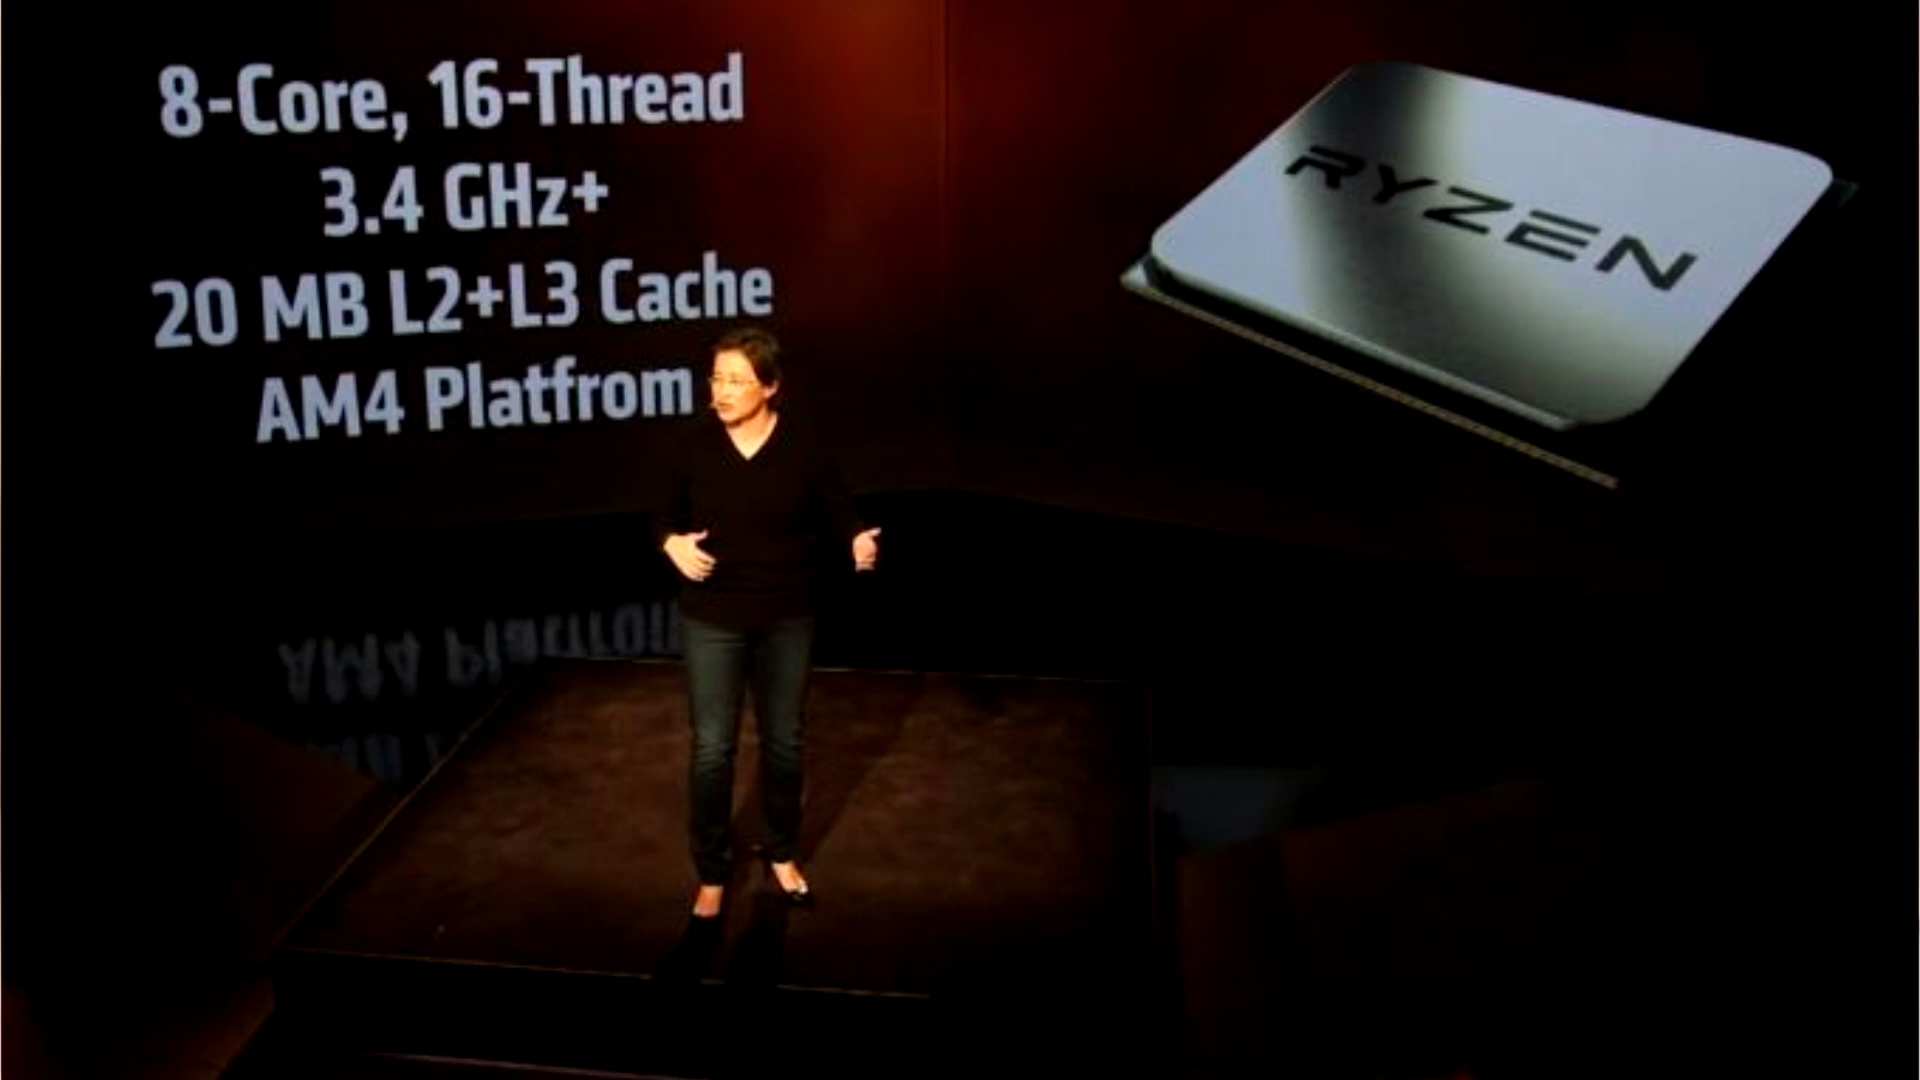 8-Core, 16-Thread
3.4 GHz+
20 MB L2+L3 Cache
AM4 Platfrom
RYZEN